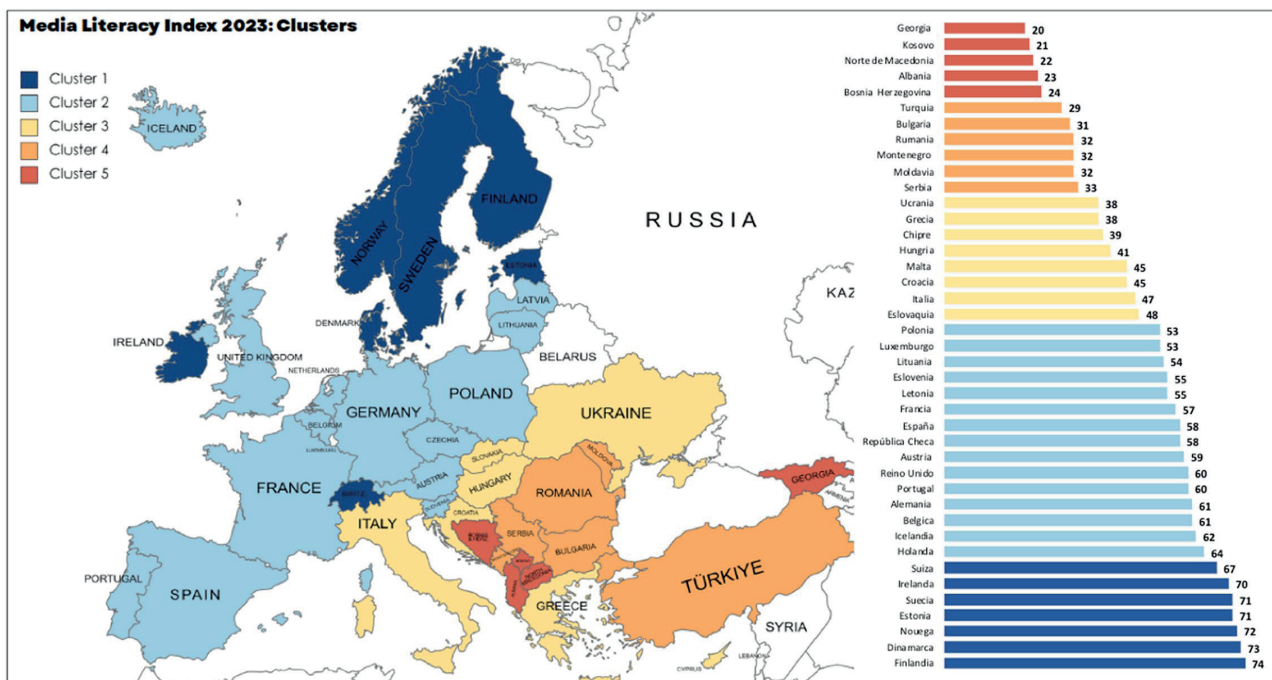 Media Literacy Index 2023: Clusters
Cluster 1
Cluster 2
Cluster 3
Cluster 4
Cluster 5
ICELAND
FINLAND
NORWAY
SWEDEN
RUSSIA
ESTONIA
LATVIA
LITHUANIA
DENMARK
IRELAND
UNITED KINGDOM
NETHERLANDS
BELARUS
KAZ
POLAND
GERMANY
BELGIUM
UKRAINE
CZECHIA
SLOVAKIA
MOLDOVA
FRANCE
AUSTRIA
HUNGARY
SLOVENIA
ROMANIA
GEORGIA
ARMENIA
A
ITALY
CROATIA
SERBIA
BULGARIA
PORTUGAL
SPAIN
NORTH MACEDONIA
ALBANIA
GREECE
TÜRKIYE
SYRIA
CYPRUS
LEBANON
Georgia 20
Kosovo 21
Norte de Macedonia 22
Albania 23
Bosnia Herzegovina 24
Turquia 29
Bulgaria 31
Rumania 32
Montenegro 32
Moldavia 32
Serbia 33
Ucrania 38
Grecia 38
Chipre 39
Hungria 41
Malta 45
Croacia 45
Italia 47
Eslovaquia 48
Polonia 53
Luxemburgo 53
Lituania 54
Eslovenia 55
Letonia 55
Francia 57
España 58
República Checa 58
Austria 59
Reino Unido 60
Portugal 60
Alemania 61
Belgica 61
Icelandia 62
Holanda 64
Suiza 67
Irelanda 70
Suecia 71
Estonia 71
Nouega 72
Dinamarca 73
Finlandia 74